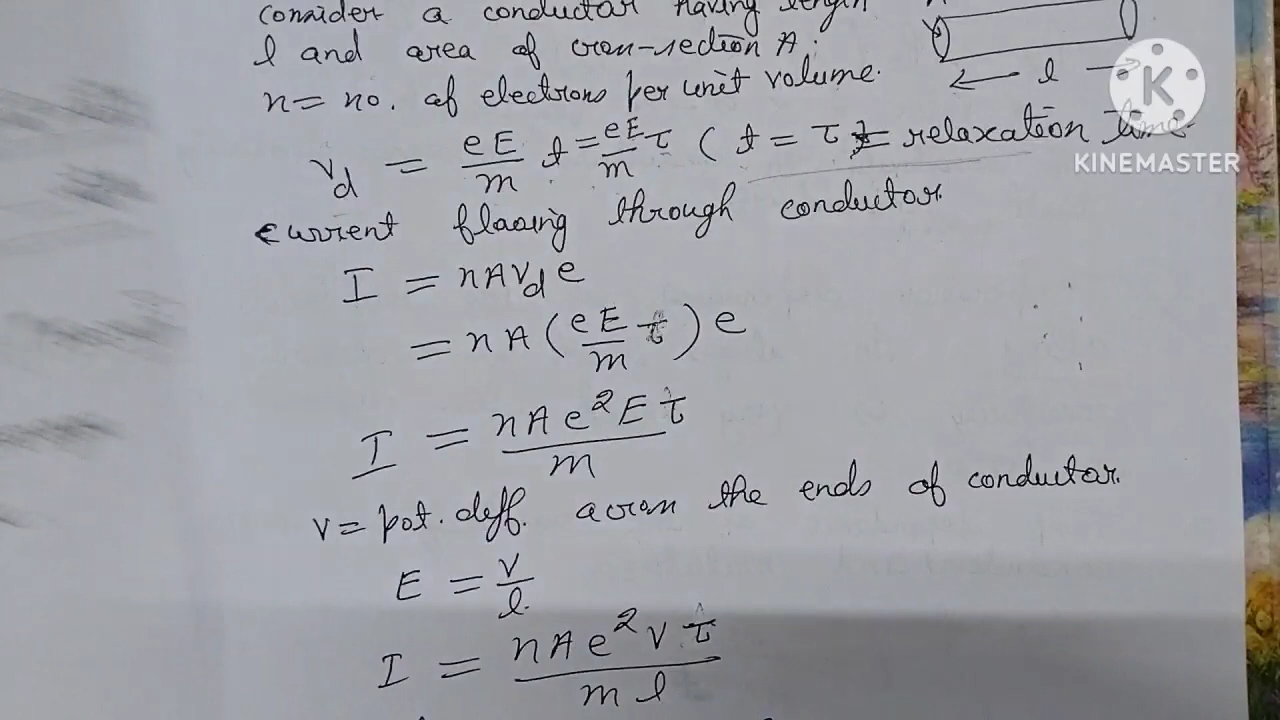 consider a conductor having length
l and area of cross-section A.
n = no. of electrons per unit volume.
l
K
KINEMASTER
v_d = eE/m t = eE/m τ ( t = τ = relaxation time
current flowing through conductor.
I = nAv_d e
= nA(eE/m τ)e
I = nAe²Eτ/m
V = pot. diff. across the ends of conductor.
E = V/l
I = nAe²Vτ/ml